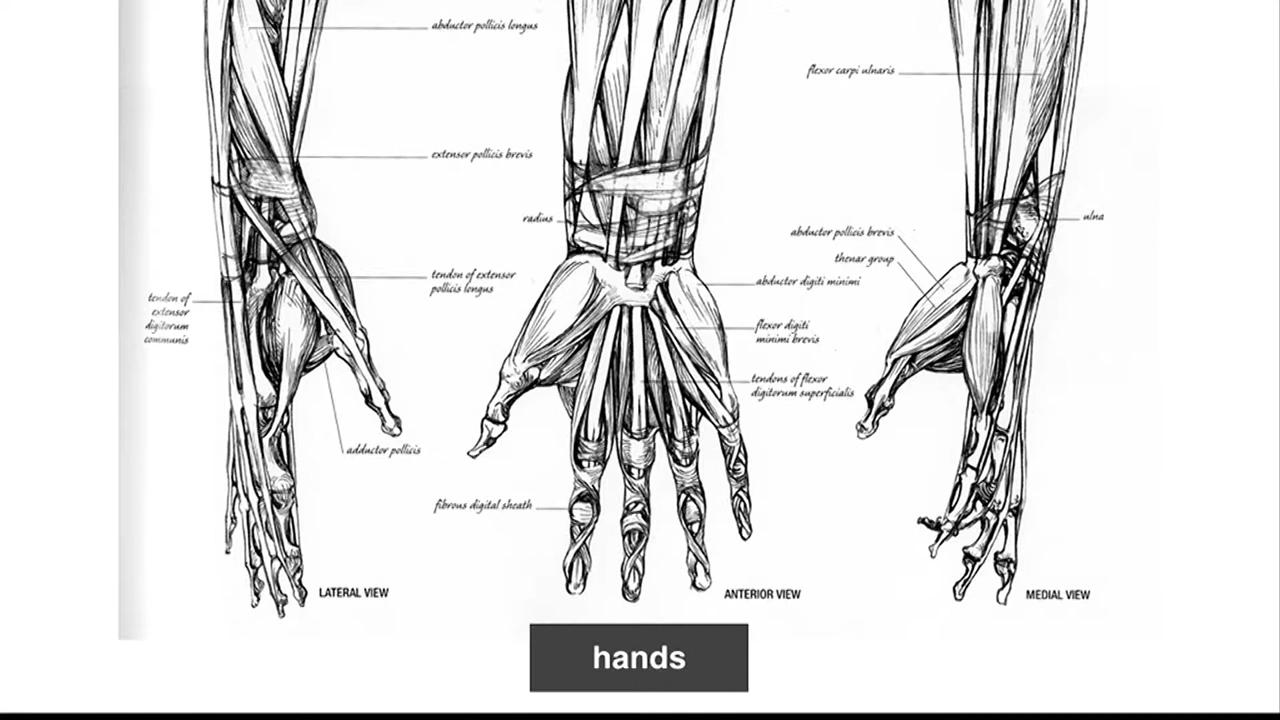 abductor pollicis longus
extensor pollicis brevis
tendon of extensor
pollicis longus
tendon of
extensor
digitorum
communis
adductor pollicis
LATERAL VIEW
radius
abductor digiti minimi
flexor digiti
minimi brevis
tendons of flexor
digitorum superficialis
fibrous digital sheath
ANTERIOR VIEW
flexor carpi ulnaris
ulna
abductor pollicis brevis
thenar group
MEDIAL VIEW
hands